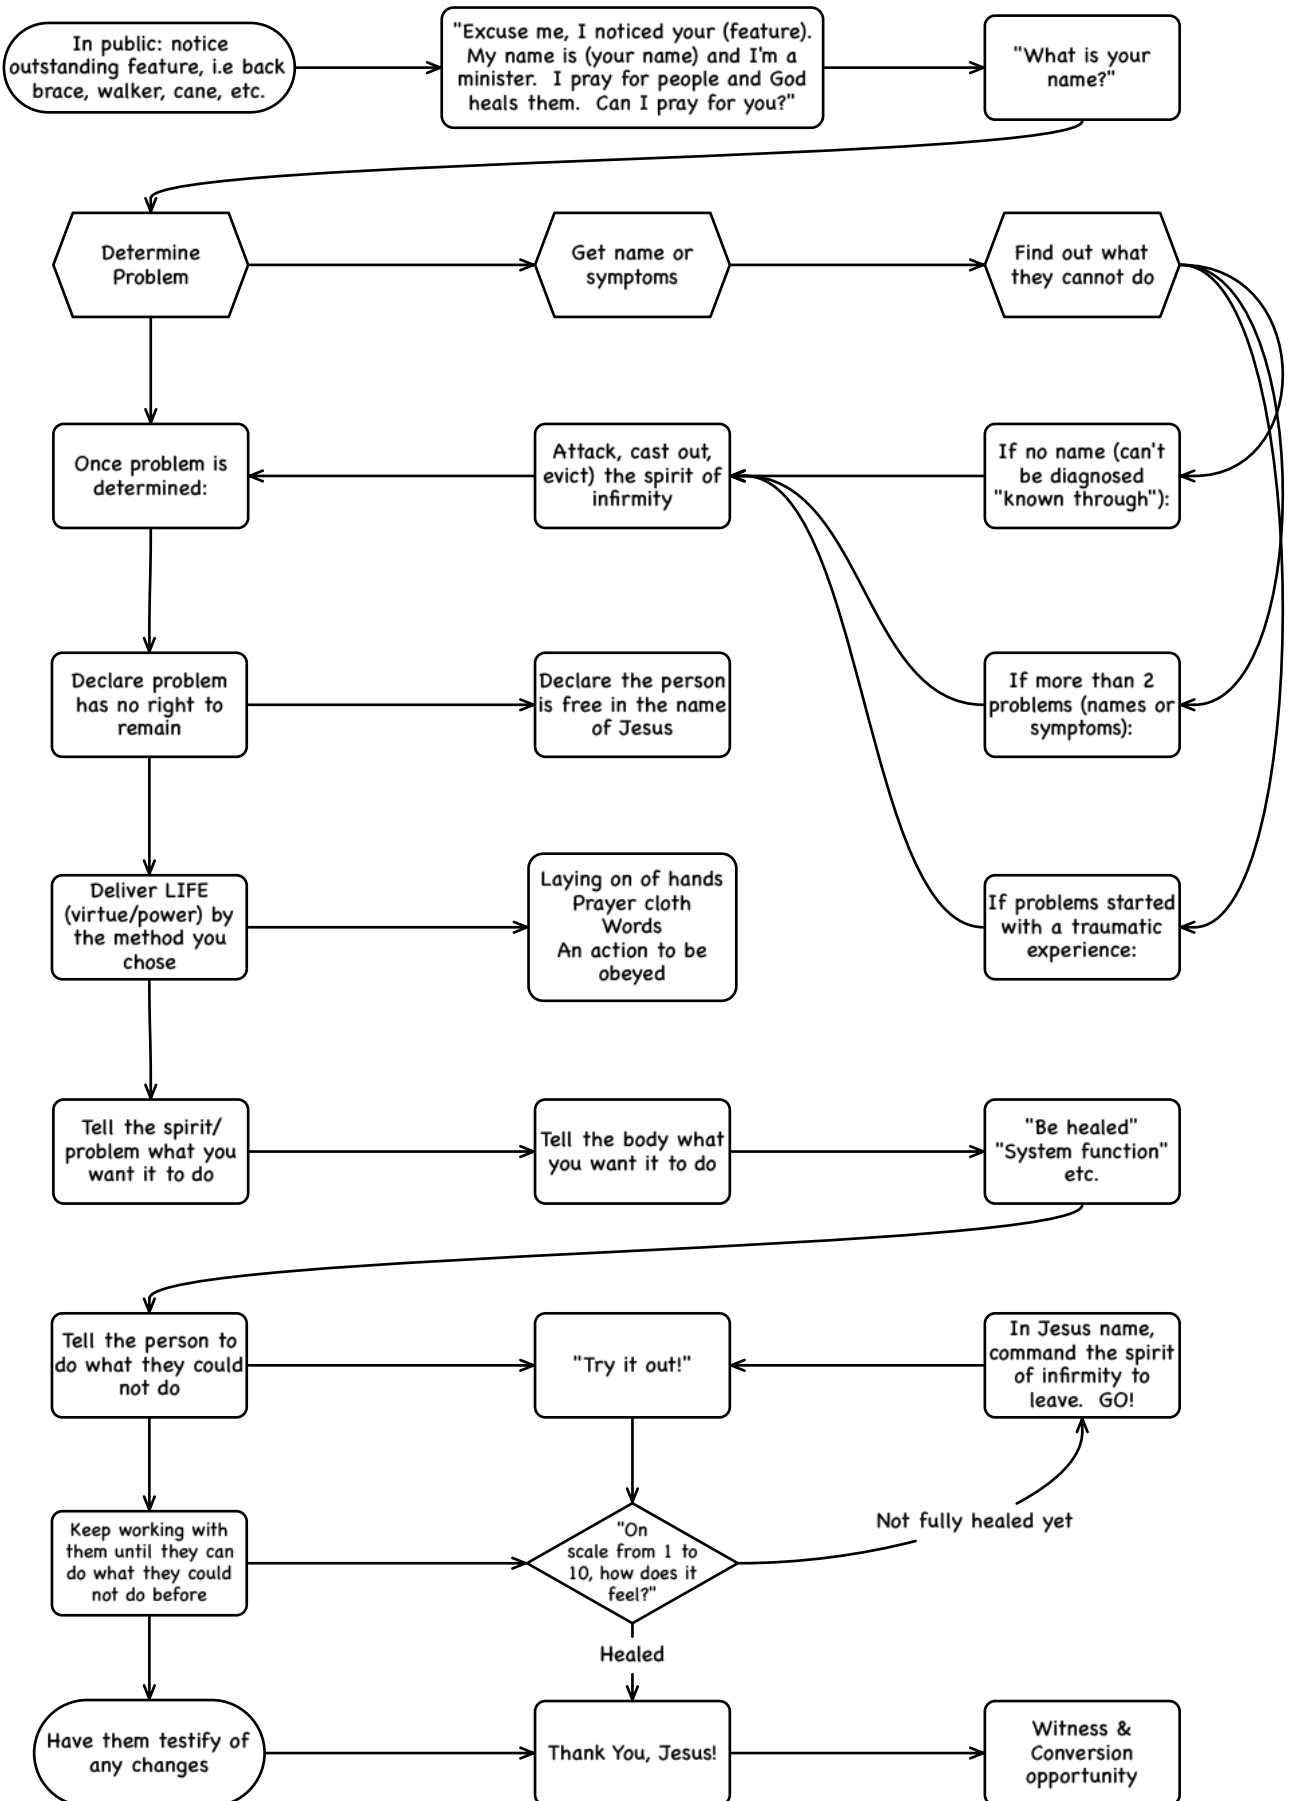 In public: notice
outstanding feature, i.e back
brace, walker, cane, etc.
"Excuse me, I noticed your (feature).
My name is (your name) and I'm a
minister.  I pray for people and God
heals them.  Can I pray for you?"
"What is your
name?"
Determine
Problem
Get name or
symptoms
Find out what
they cannot do
Once problem is
determined:
Attack, cast out,
evict) the spirit of
infirmity
If no name (can't
be diagnosed
"known through"):
Declare problem
has no right to
remain
Declare the person
is free in the name
of Jesus
If more than 2
problems (names or
symptoms):
Deliver LIFE
(virtue/power) by
the method you
chose
Laying on of hands
Prayer cloth
Words
An action to be
obeyed
If problems started
with a traumatic
experience:
Tell the spirit/
problem what you
want it to do
Tell the body what
you want it to do
"Be healed"
"System function"
etc.
Tell the person to
do what they could
not do
"Try it out!"
In Jesus name,
command the spirit
of infirmity to
leave.  GO!
Keep working with
them until they can
do what they could
not do before
"On
scale from 1 to
10, how does it
feel?"
Not fully healed yet
Healed
Have them testify of
any changes
Thank You, Jesus!
Witness &
Conversion
opportunity